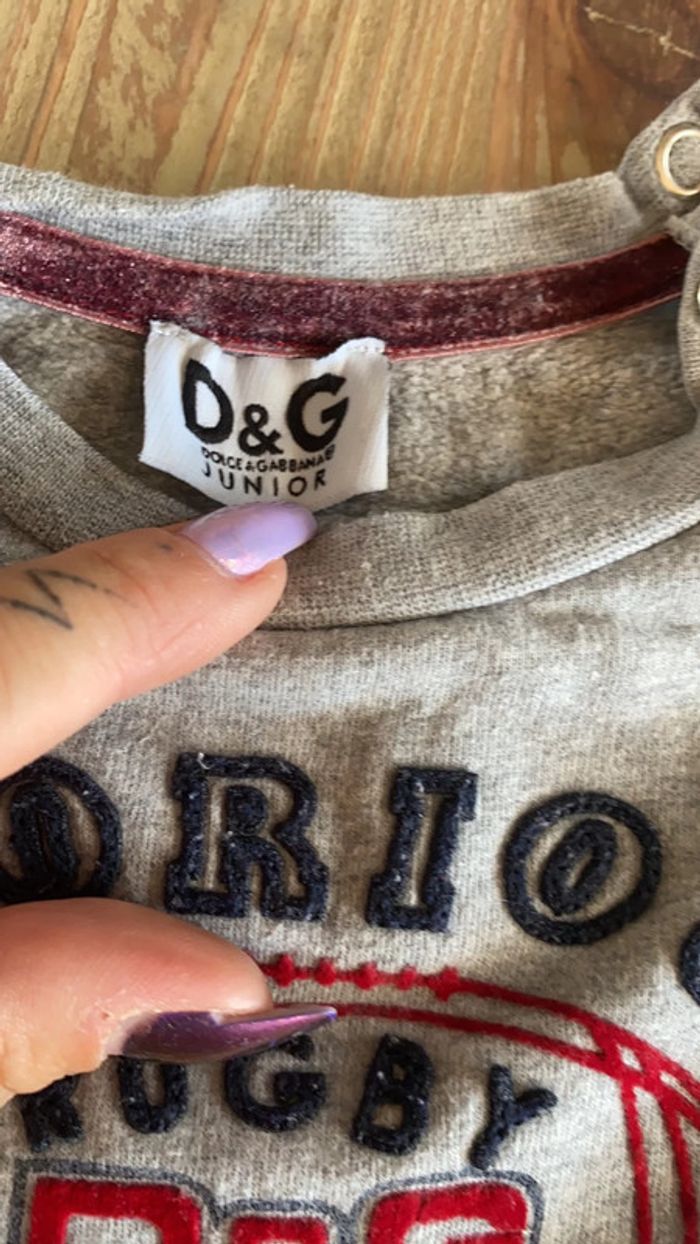 D&G
DOLCE & GABBANA®
JUNIOR
ORIO
RUGBY
D&G